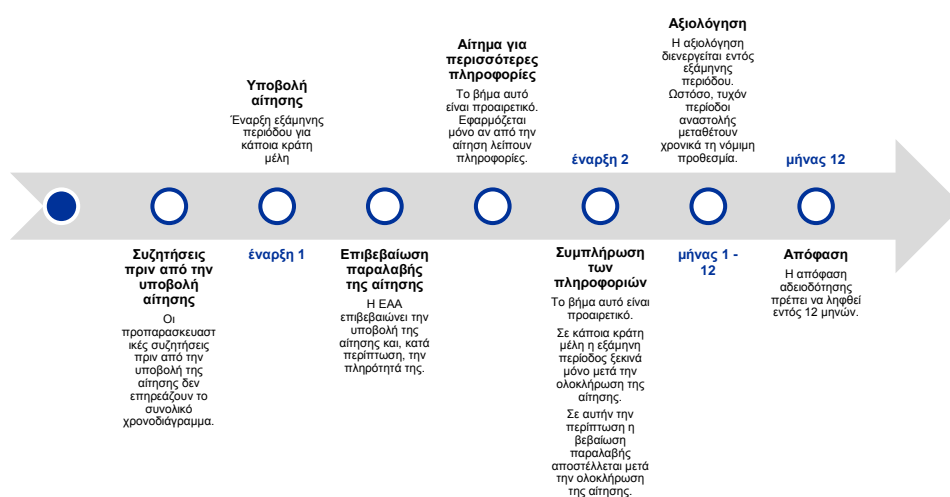 Συζητήσεις
πριν από την
υποβολή
αίτησης
Οι
προπαρασκευαστ
ικές συζητήσεις
πριν από την
υποβολή της
αίτησης δεν
επηρεάζουν το
συνολικό
χρονοδιάγραμμα.
Υποβολή
αίτησης
Έναρξη εξάμηνης
περιόδου για
κάποια κράτη
μέλη
έναρξη 1
Επιβεβαίωση
παραλαβής
της αίτησης
Η ΕΑΑ
επιβεβαιώνει την
υποβολή της
αίτησης και, κατά
περίπτωση, την
πληρότητά της.
Αίτημα για
περισσότερες
πληροφορίες
Το βήμα αυτό
είναι προαιρετικό.
Εφαρμόζεται
μόνο αν από την
αίτηση λείπουν
πληροφορίες.
έναρξη 2
Συμπλήρωση
των
πληροφοριών
Το βήμα αυτό είναι
προαιρετικό.
Σε κάποια κράτη
μέλη η εξάμηνη
περίοδος ξεκινά
μόνο μετά την
ολοκλήρωση της
αίτησης.
Σε αυτήν την
περίπτωση η
βεβαίωση
παραλαβής
αποστέλλεται μετά
την ολοκλήρωση
της αίτησης.
Αξιολόγηση
Η αξιολόγηση
διενεργείται εντός
εξάμηνης
περιόδου.
Ωστόσο, τυχόν
περίοδοι
αναστολής
μεταθέτουν
χρονικά τη νόμιμη
προθεσμία.
μήνας 1 -
12
μήνας 12
Απόφαση
Η απόφαση
αδειοδότησης
πρέπει να ληφθεί
εντός 12 μηνών.